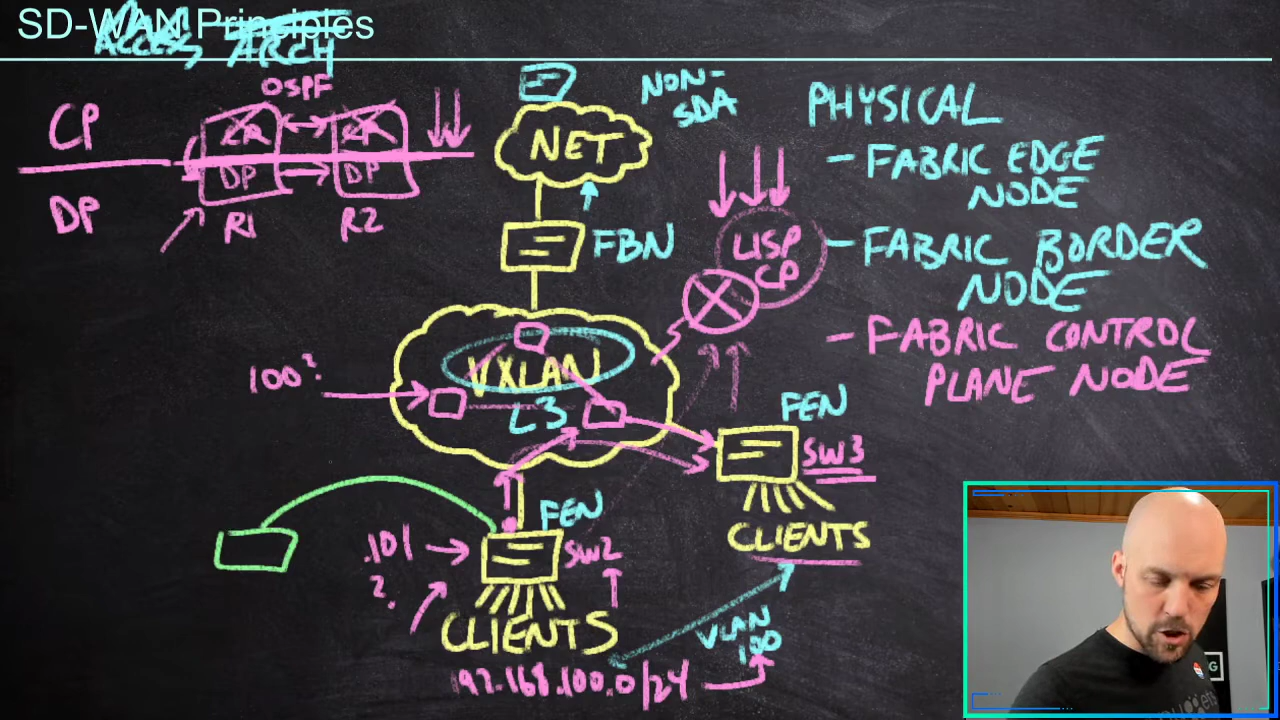 SD-WAN Principles
ACCESS ARCH
OSPF
CP
DP
CP CP
DP DP
R1 R2
NET
NON-
SDA
FBN
LISP
CP
PHYSICAL
- FABRIC EDGE
NODE
- FABRIC BORDER
NODE
- FABRIC CONTROL
PLANE NODE
100?
VXLAN
L3
FEN
SW3
CLIENTS
FEN
SW2
.101
?
CLIENTS
VLAN
100
192.168.100.0/24